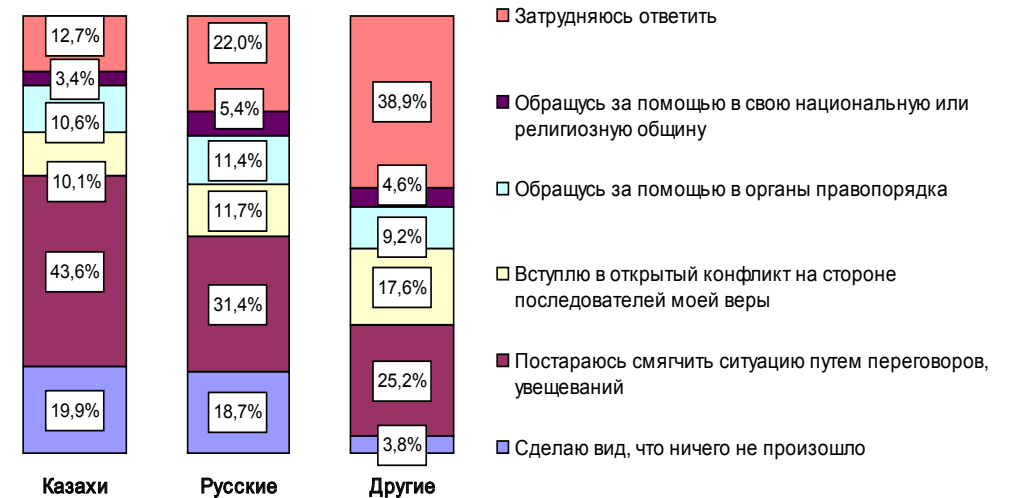 12,7%
3,4%
10,6%
10,1%
43,6%
19,9%
Казахи
22,0%
5,4%
11,4%
11,7%
31,4%
18,7%
Русские
38,9%
4,6%
9,2%
17,6%
25,2%
3,8%
Другие
Затрудняюсь ответить
Обращусь за помощью в свою национальную или
религиозную общину
Обращусь за помощью в органы правопорядка
Вступлю в открытый конфликт на стороне
последователей моей веры
Постараюсь смягчить ситуацию путем переговоров,
увещеваний
Сделаю вид, что ничего не произошло